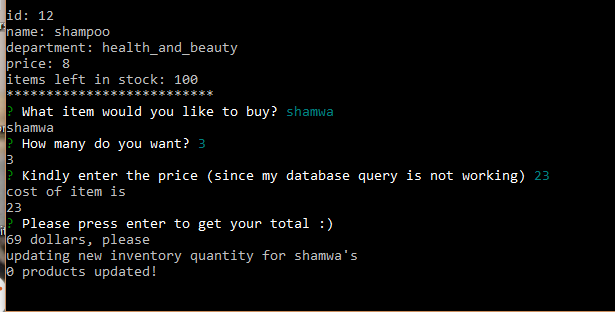 id: 12
name: shampoo
department: health_and_beauty
price: 8
items left in stock: 100
**************************
? What item would you like to buy? shamwa
shamwa
? How many do you want? 3
3
? Kindly enter the price (since my database query is not working) 23
cost of item is
23
? Please press enter to get your total :)
69 dollars, please
updating new inventory quantity for shamwa's
0 products updated!